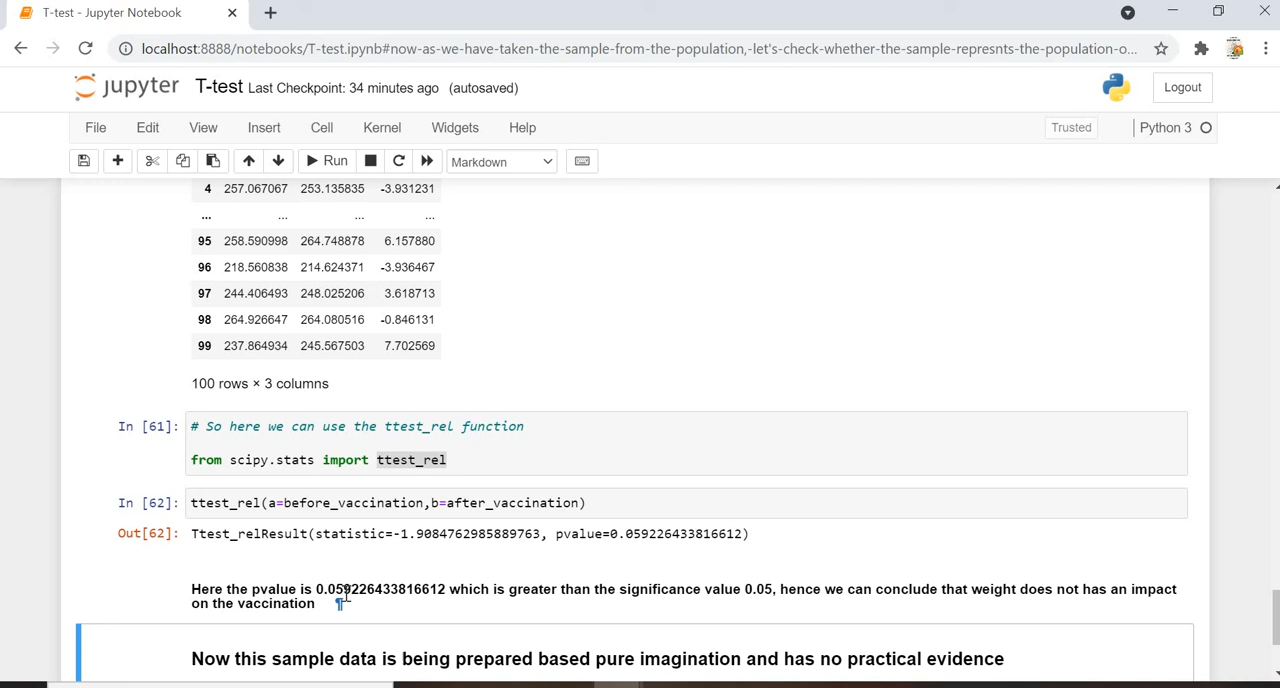 T-test - Jupyter Notebook
localhost:8888/notebooks/T-test.ipynb#now-as-we-have-taken-the-sample-from-the-population,-let's-check-whether-the-sample-represnts-the-population-o...
jupyter T-test Last Checkpoint: 34 minutes ago (autosaved)
Logout
File Edit View Insert Cell Kernel Widgets Help
Trusted Python 3
Run Markdown
4 257.067067 253.135835 -3.931231
... ... ... ...
95 258.590998 264.748878 6.157880
96 218.560838 214.624371 -3.936467
97 244.406493 248.025206 3.618713
98 264.926647 264.080516 -0.846131
99 237.864934 245.567503 7.702569
100 rows × 3 columns
In [61]: # So here we can use the ttest_rel function
from scipy.stats import ttest_rel
In [62]: ttest_rel(a=before_vaccination,b=after_vaccination)
Out[62]: Ttest_relResult(statistic=-1.9084762985889763, pvalue=0.059226433816612)
Here the pvalue is 0.059226433816612 which is greater than the significance value 0.05, hence we can conclude that weight does not has an impact
on the vaccination ¶
Now this sample data is being prepared based pure imagination and has no practical evidence